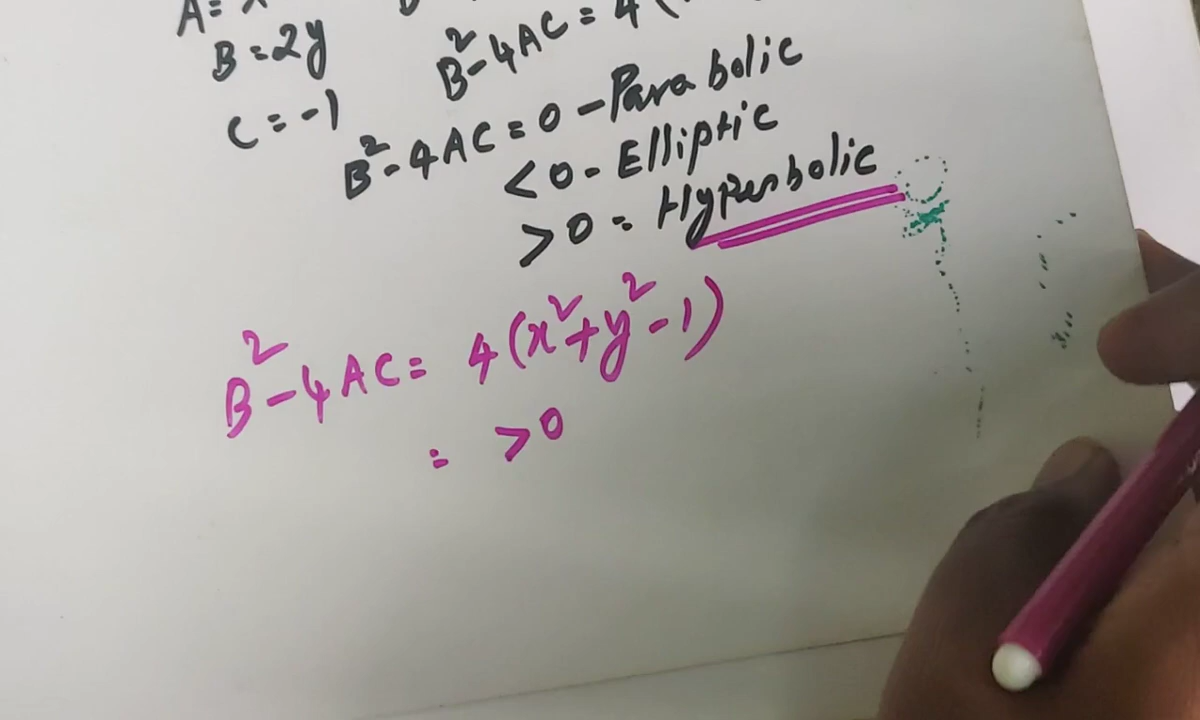 A =
B = 2y
B² - 4AC = 4(
C = -1
B² - 4AC = 0 - Parabolic
< 0 - Elliptic
> 0 = Hyperbolic
B² - 4AC = 4(x² + y² - 1)
= > 0